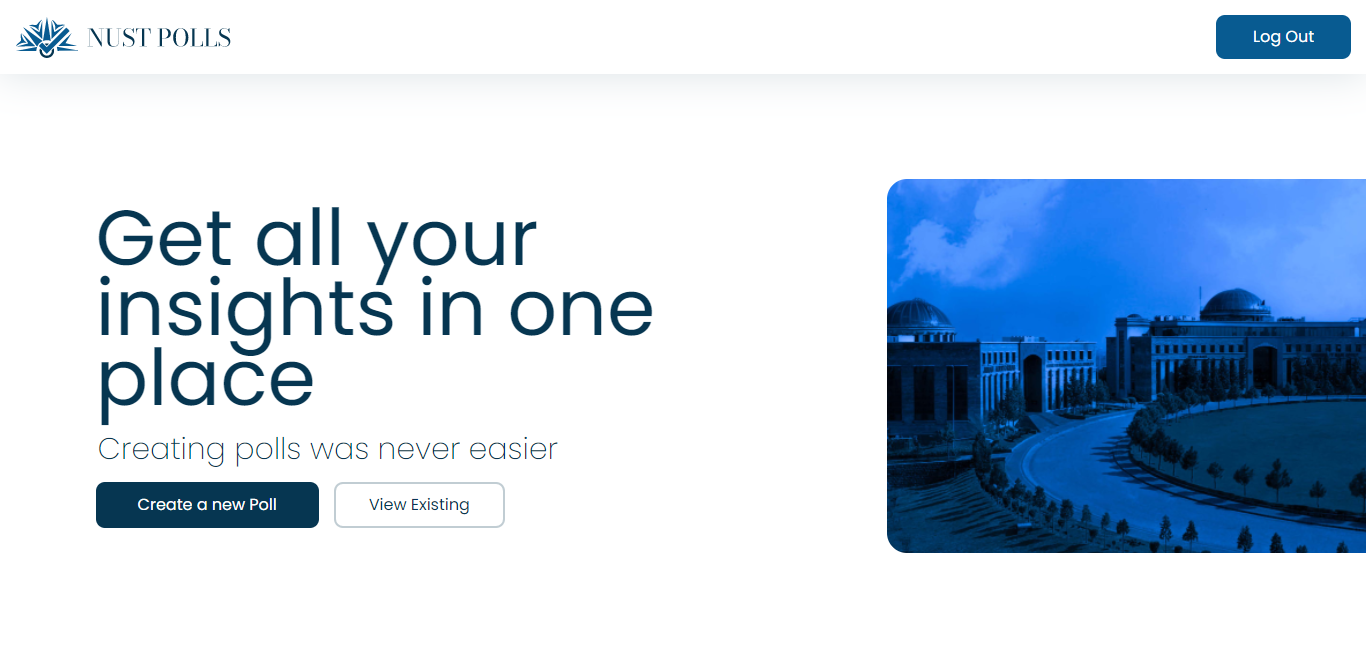 NUST POLLS
Log Out
Get all your
insights in one
place
Creating polls was never easier
Create a new Poll
View Existing